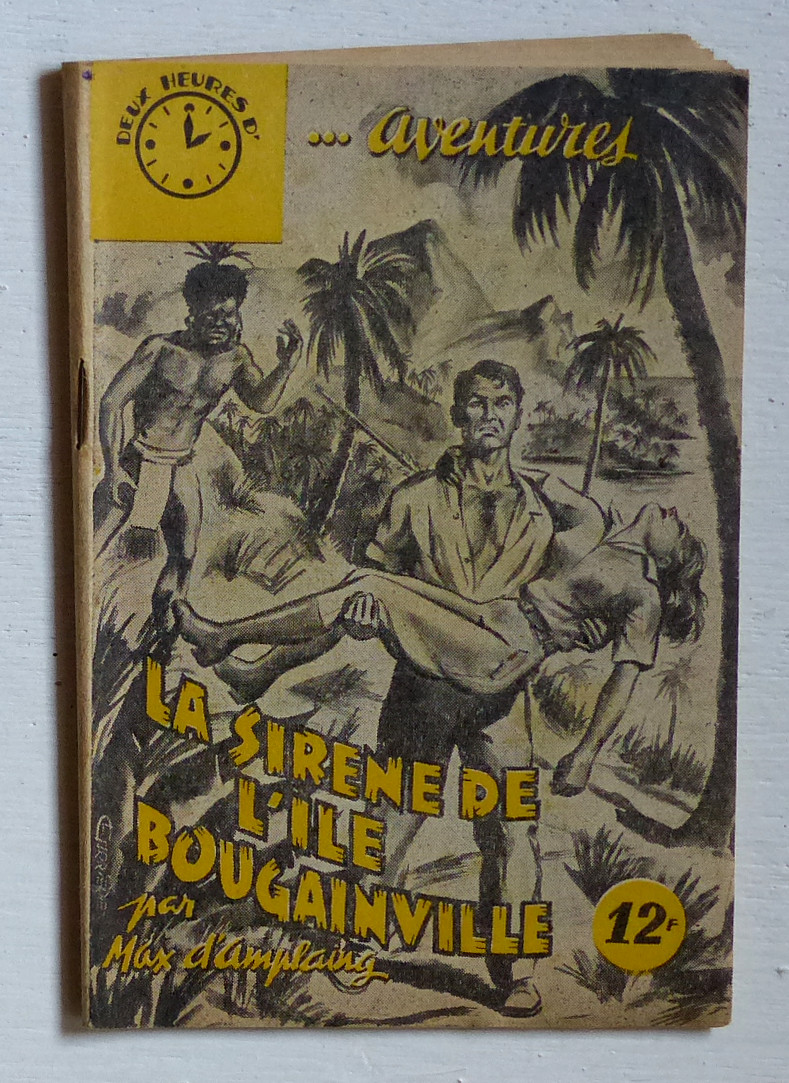 DEUX HEURES D'
... aventures
LA SIRENE DE
L'ILE
BOUGAINVILLE
par
Max d'Amplaing
12F